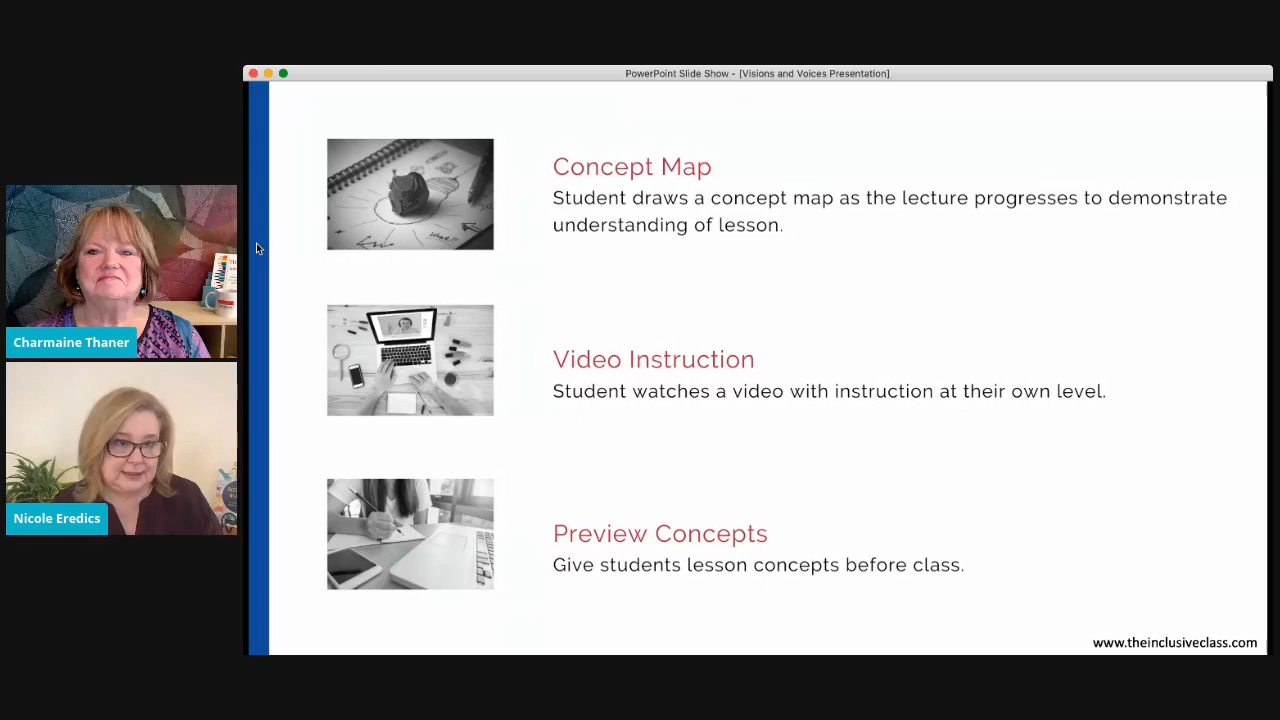 PowerPoint Slide Show - [Visions and Voices Presentation]
Concept Map
Student draws a concept map as the lecture progresses to demonstrate
understanding of lesson.
Charmaine Thaner
Video Instruction
Student watches a video with instruction at their own level.
Nicole Eredics
Preview Concepts
Give students lesson concepts before class.
www.theinclusiveclass.com